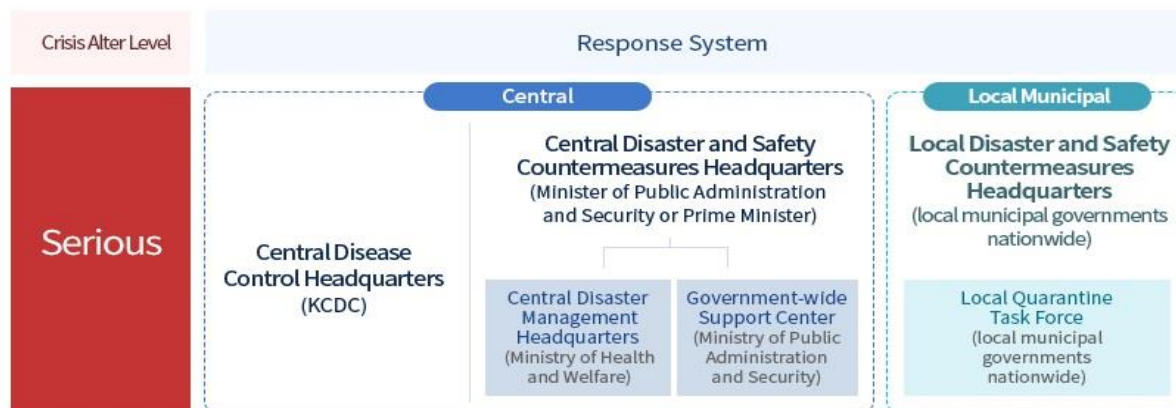 Crisis Alter Level
Response System
Serious
Central
Central Disease
Control Headquarters
(KCDC)
Central Disaster and Safety
Countermeasures Headquarters
(Minister of Public Administration
and Security or Prime Minister)
Central Disaster
Management
Headquarters
(Ministry of Health
and Welfare)
Government-wide
Support Center
(Ministry of Public
Administration
and Security)
Local Municipal
Local Disaster and Safety
Countermeasures
Headquarters
(local municipal governments
nationwide)
Local Quarantine
Task Force
(local municipal
governments
nationwide)